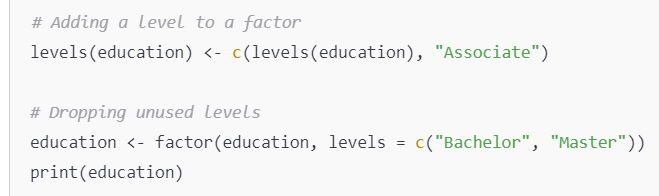 # Adding a level to a factor
levels(education) <- c(levels(education), "Associate")
# Dropping unused levels
education <- factor(education, levels = c("Bachelor", "Master"))
print(education)